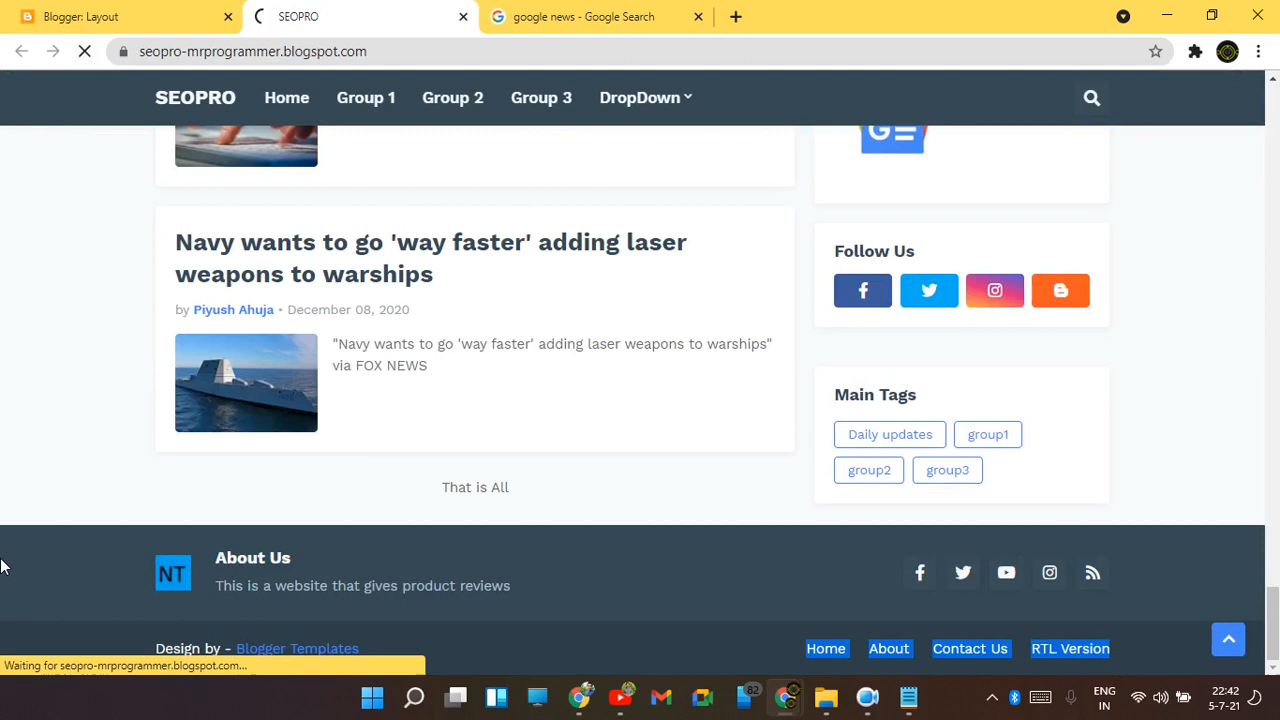 Blogger: Layout
SEOPRO
google news - Google Search
seopro-mrprogrammer.blogspot.com
SEOPRO Home Group 1 Group 2 Group 3 DropDown
GE
Navy wants to go 'way faster' adding laser
weapons to warships
by Piyush Ahuja • December 08, 2020
"Navy wants to go 'way faster' adding laser weapons to warships"
via FOX NEWS
That is All
Follow Us
Main Tags
Daily updates group1
group2 group3
NT
About Us
This is a website that gives product reviews
Design by - Blogger Templates
Home About Contact Us RTL Version
Waiting for seopro-mrprogrammer.blogspot.com...
82
ENG
IN
22:42
5-7-21